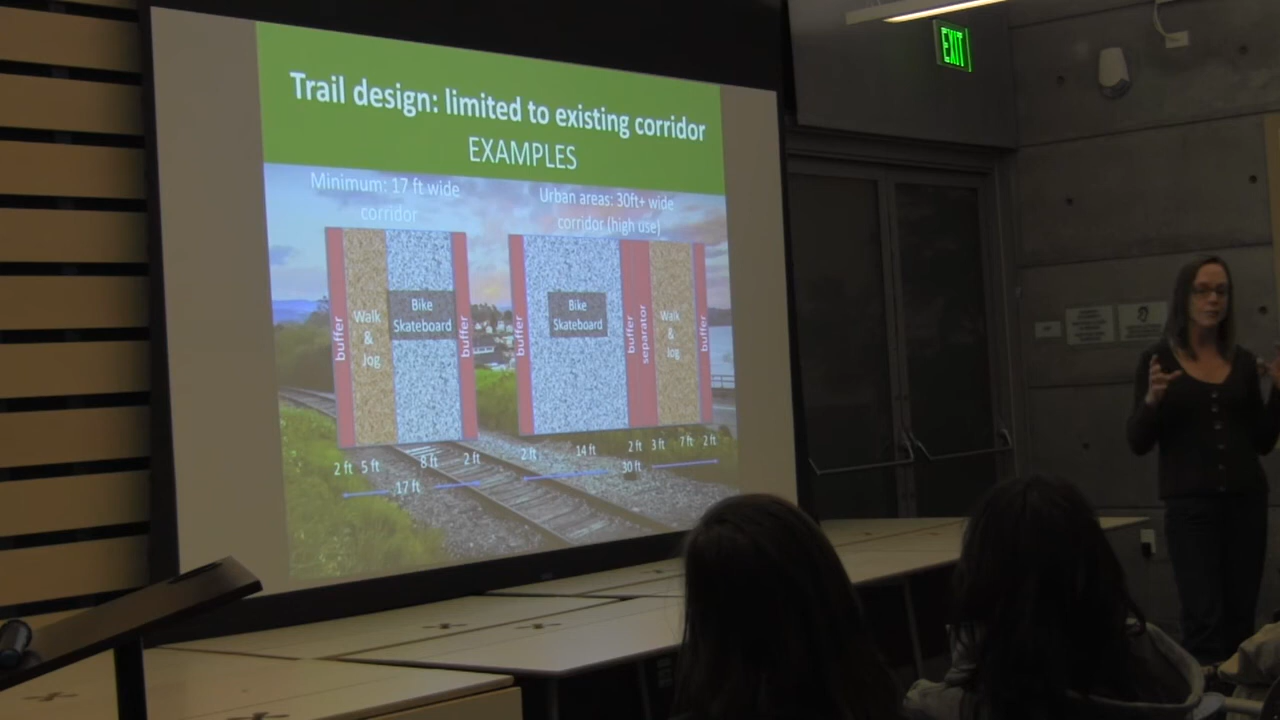 Trail design: limited to existing corridor
EXAMPLES
Minimum: 17 ft wide
corridor
Urban areas: 30ft+ wide
corridor (high use)
buffer
Walk
&
Jog
Bike
Skateboard
buffer
buffer
Bike
Skateboard
buffer
separator
Walk
&
Jog
buffer
2 ft 5 ft 8 ft 2 ft
17 ft
2 ft 14 ft 2 ft 3 ft 7 ft 2 ft
30 ft
EXIT